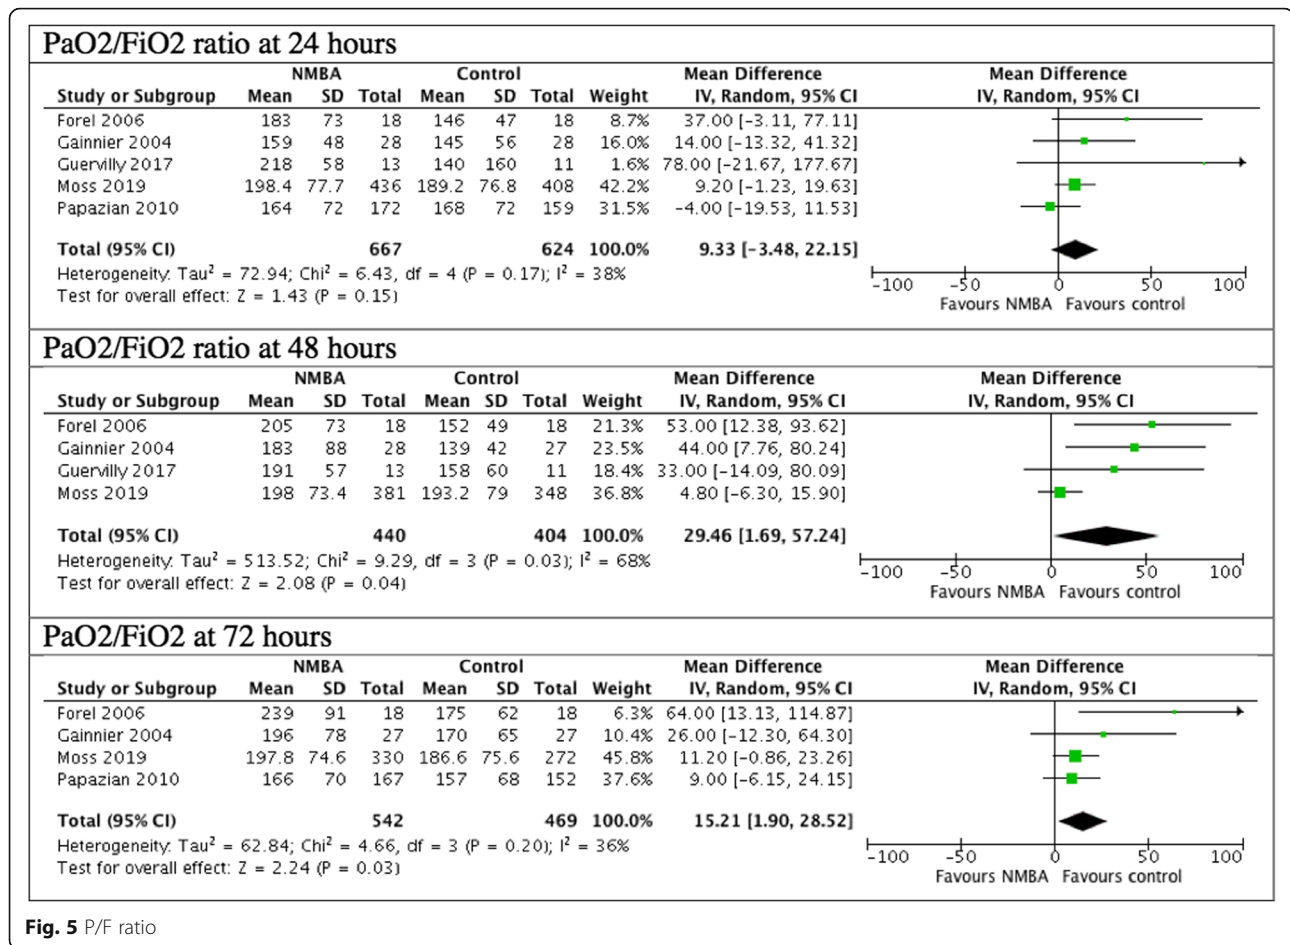 PaO2/FiO2 ratio at 24 hours
NMBA Control Mean Difference Mean Difference
Study or Subgroup Mean SD Total Mean SD Total Weight IV, Random, 95% CI IV, Random, 95% CI
Forel 2006 183 73 18 146 47 18 8.7% 37.00 [-3.11, 77.11]
Gainnier 2004 159 48 28 145 56 28 16.0% 14.00 [-13.32, 41.32]
Guervilly 2017 218 58 13 140 160 11 1.6% 78.00 [-21.67, 177.67]
Moss 2019 198.4 77.7 436 189.2 76.8 408 42.2% 9.20 [-1.23, 19.63]
Papazian 2010 164 72 172 168 72 159 31.5% -4.00 [-19.53, 11.53]
Total (95% CI) 667 624 100.0% 9.33 [-3.48, 22.15]
Heterogeneity: Tau² = 72.94; Chi² = 6.43, df = 4 (P = 0.17); I² = 38%
Test for overall effect: Z = 1.43 (P = 0.15)
-100 -50 0 50 100
Favours NMBA Favours control
PaO2/FiO2 ratio at 48 hours
NMBA Control Mean Difference Mean Difference
Study or Subgroup Mean SD Total Mean SD Total Weight IV, Random, 95% CI IV, Random, 95% CI
Forel 2006 205 73 18 152 49 18 21.3% 53.00 [12.38, 93.62]
Gainnier 2004 183 88 28 139 42 27 23.5% 44.00 [7.76, 80.24]
Guervilly 2017 191 57 13 158 60 11 18.4% 33.00 [-14.09, 80.09]
Moss 2019 198 73.4 381 193.2 79 348 36.8% 4.80 [-6.30, 15.90]
Total (95% CI) 440 404 100.0% 29.46 [1.69, 57.24]
Heterogeneity: Tau² = 513.52; Chi² = 9.29, df = 3 (P = 0.03); I² = 68%
Test for overall effect: Z = 2.08 (P = 0.04)
-100 -50 0 50 100
Favours NMBA Favours control
PaO2/FiO2 at 72 hours
NMBA Control Mean Difference Mean Difference
Study or Subgroup Mean SD Total Mean SD Total Weight IV, Random, 95% CI IV, Random, 95% CI
Forel 2006 239 91 18 175 62 18 6.3% 64.00 [13.13, 114.87]
Gainnier 2004 196 78 27 170 65 27 10.4% 26.00 [-12.30, 64.30]
Moss 2019 197.8 74.6 330 186.6 75.6 272 45.8% 11.20 [-0.86, 23.26]
Papazian 2010 166 70 167 157 68 152 37.6% 9.00 [-6.15, 24.15]
Total (95% CI) 542 469 100.0% 15.21 [1.90, 28.52]
Heterogeneity: Tau² = 62.84; Chi² = 4.66, df = 3 (P = 0.20); I² = 36%
Test for overall effect: Z = 2.24 (P = 0.03)
-100 -50 0 50 100
Favours NMBA Favours control
Fig. 5 P/F ratio